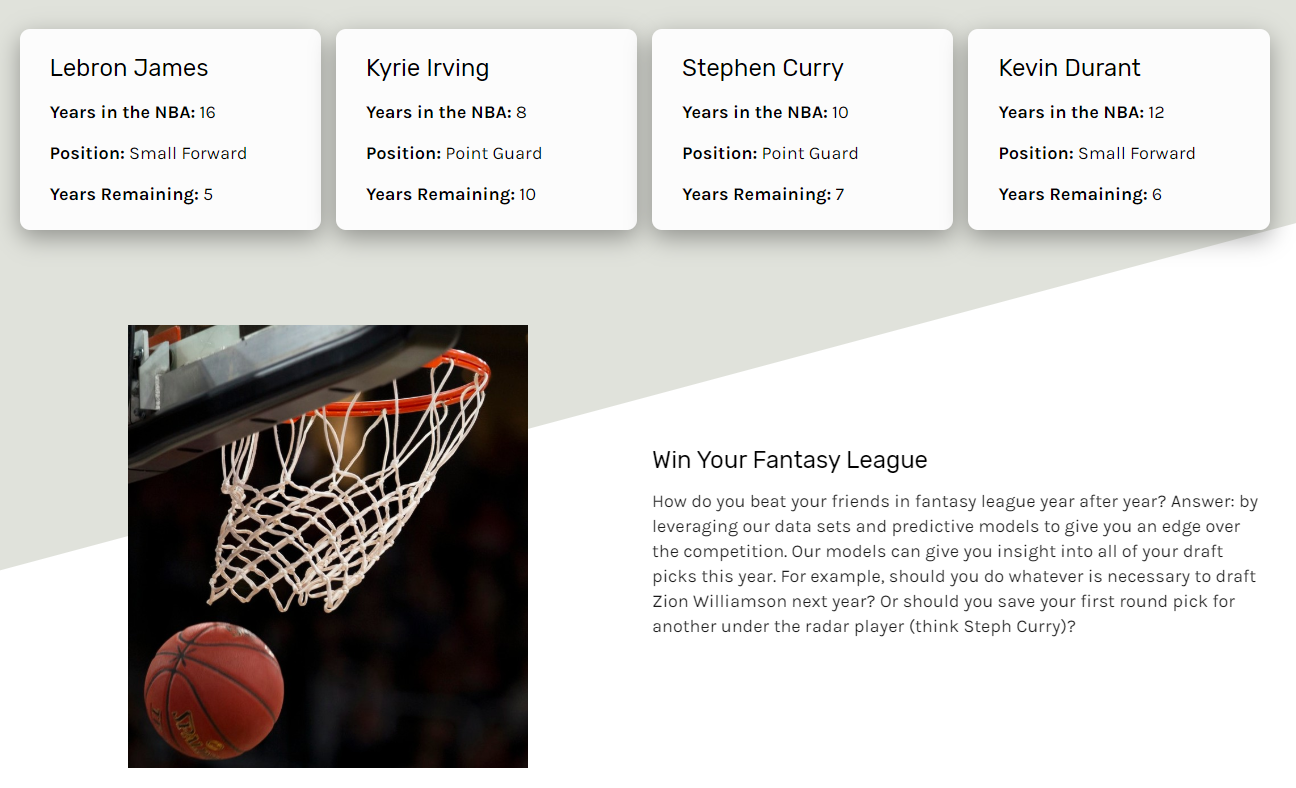 Lebron James
Years in the NBA: 16
Position: Small Forward
Years Remaining: 5
Kyrie Irving
Years in the NBA: 8
Position: Point Guard
Years Remaining: 10
Stephen Curry
Years in the NBA: 10
Position: Point Guard
Years Remaining: 7
Kevin Durant
Years in the NBA: 12
Position: Small Forward
Years Remaining: 6
Win Your Fantasy League
How do you beat your friends in fantasy league year after year? Answer: by
leveraging our data sets and predictive models to give you an edge over
the competition. Our models can give you insight into all of your draft
picks this year. For example, should you do whatever is necessary to draft
Zion Williamson next year? Or should you save your first round pick for
another under the radar player (think Steph Curry)?